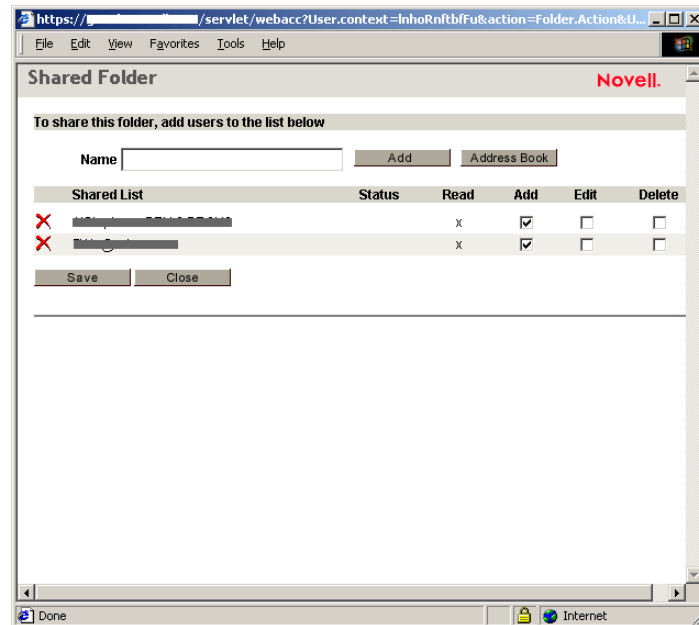 https:// /servlet/webacc?User.context=lnhoRnftbfFu&action=Folder.Action&U...
File Edit View Favorites Tools Help
Shared Folder
Novell.
To share this folder, add users to the list below
Name Add Address Book
Shared List Status Read Add Edit Delete
x
x
Save Close
Done Internet